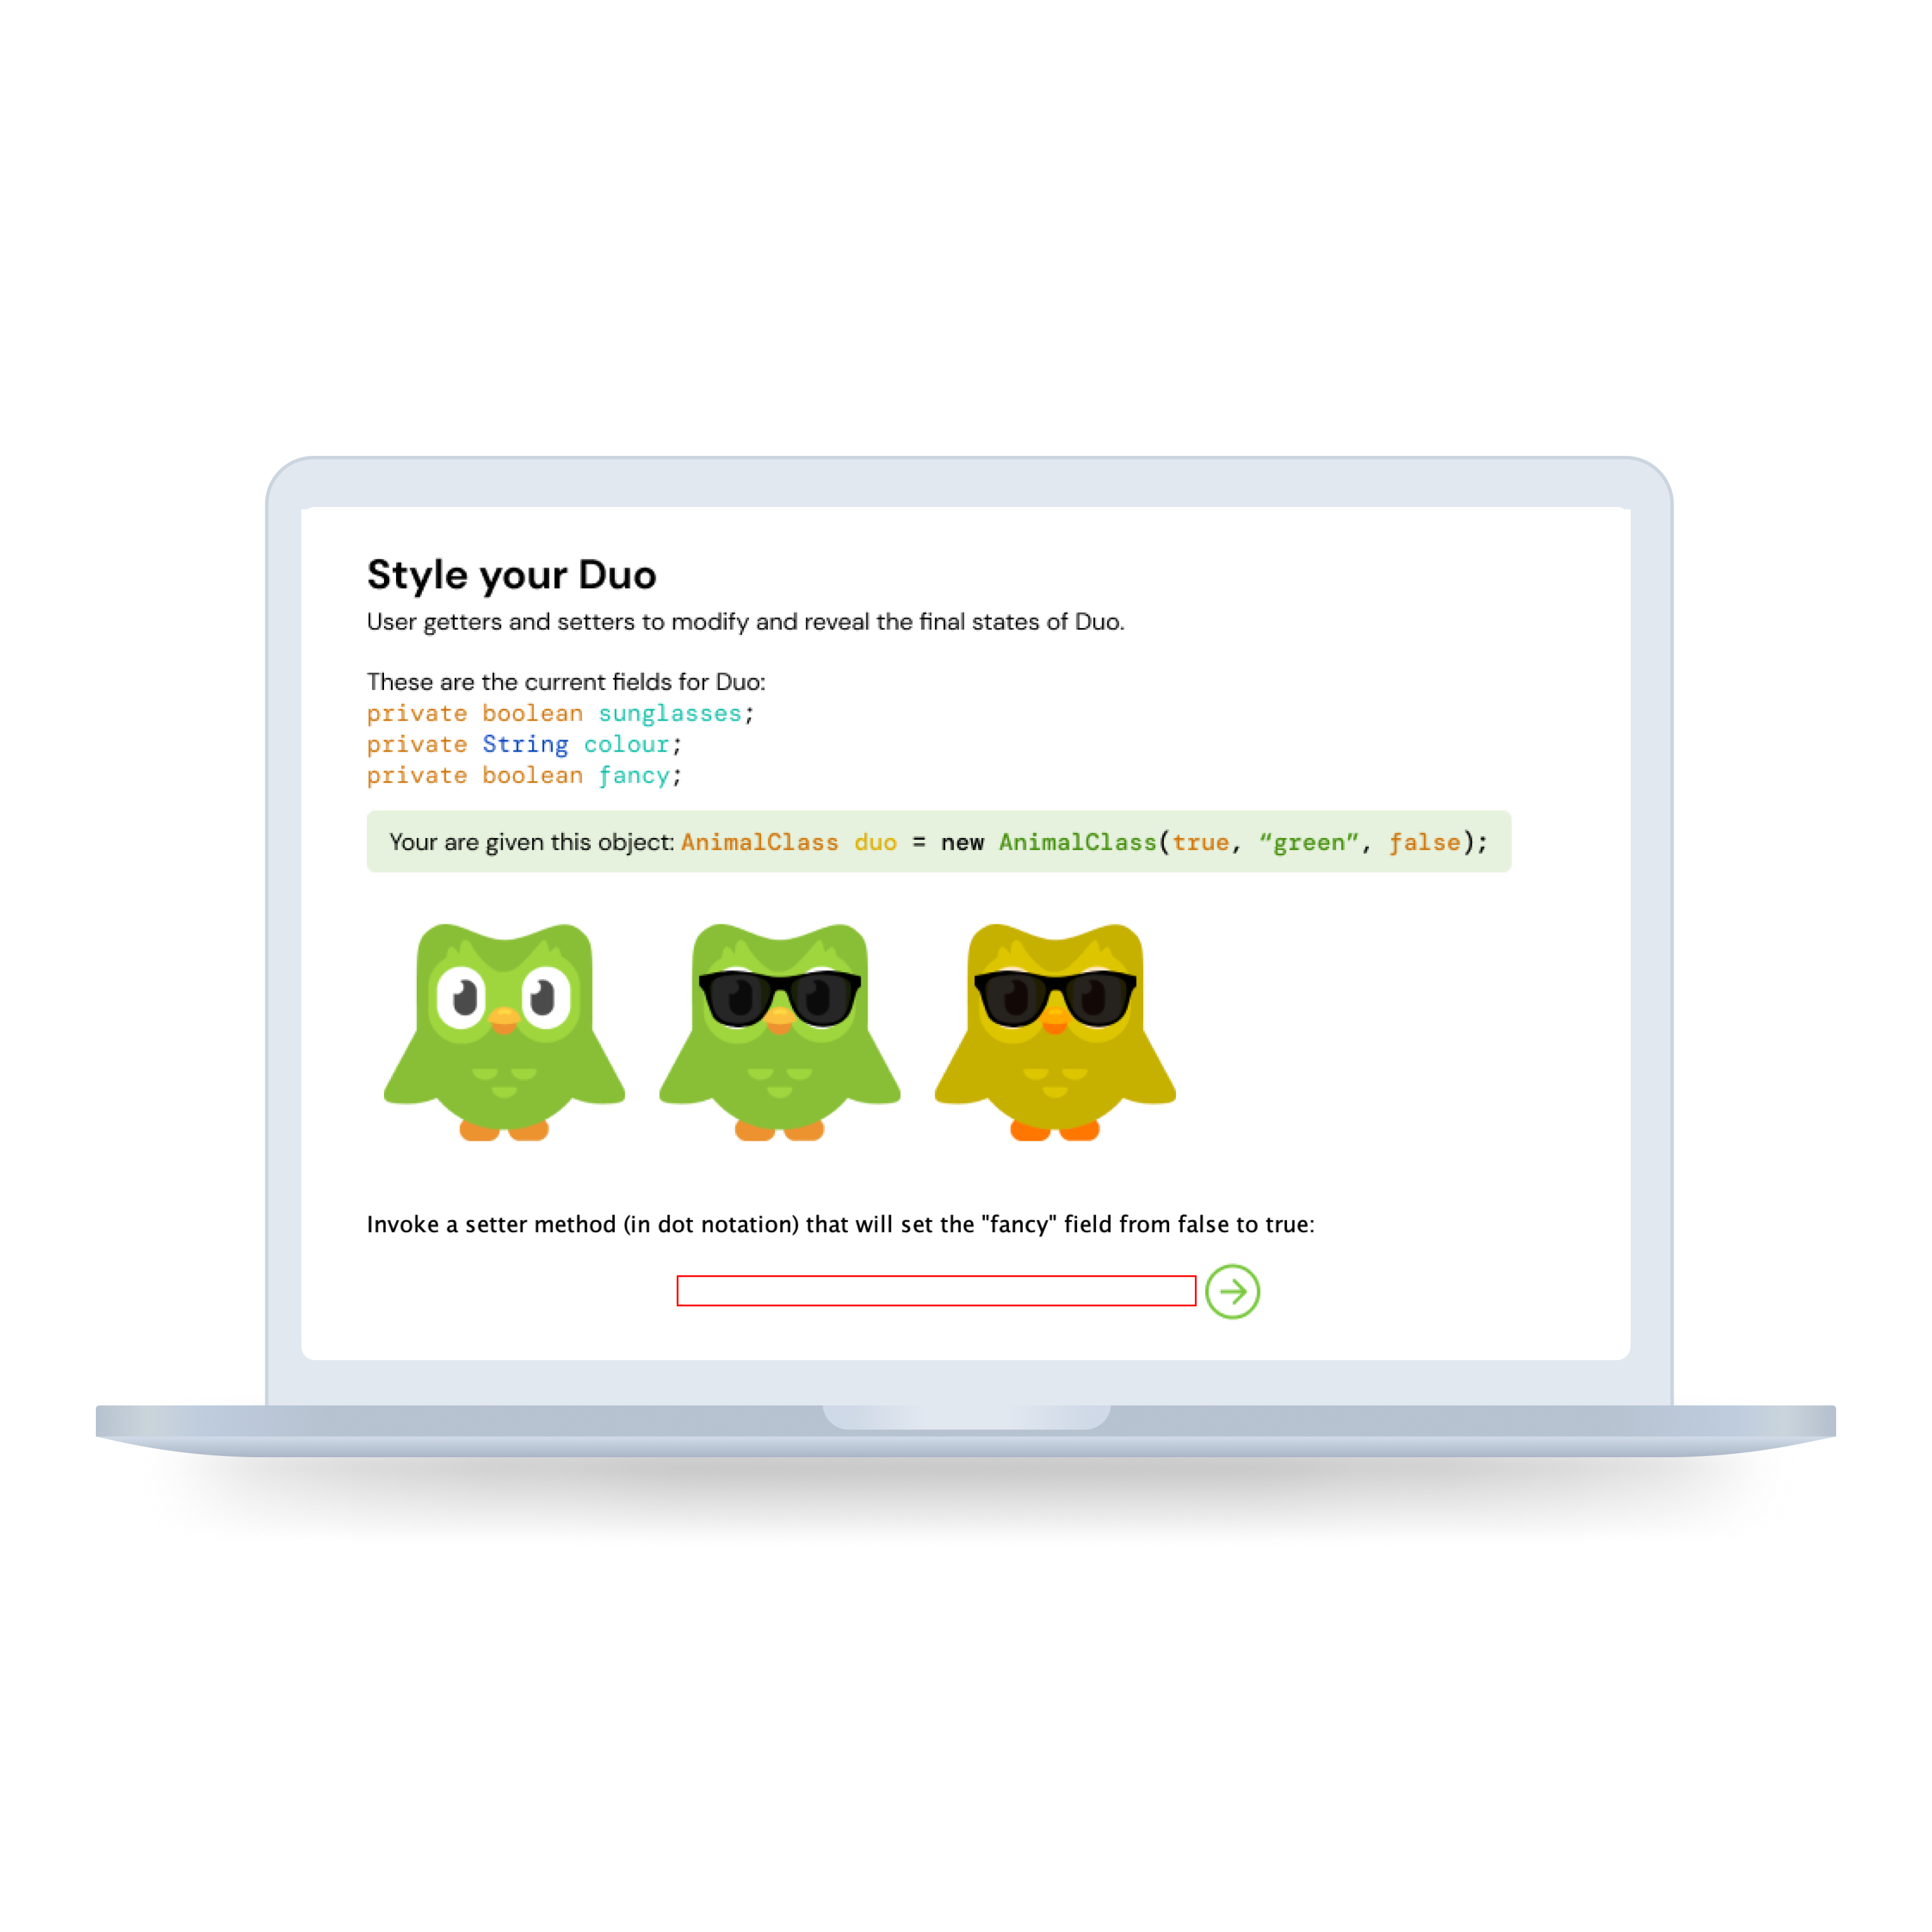 Style your Duo
User getters and setters to modify and reveal the final states of Duo.
These are the current fields for Duo:
private boolean sunglasses;
private String colour;
private boolean fancy;
Your are given this object: AnimalClass duo = new AnimalClass(true, “green”, false);
Invoke a setter method (in dot notation) that will set the "fancy" field from false to true: